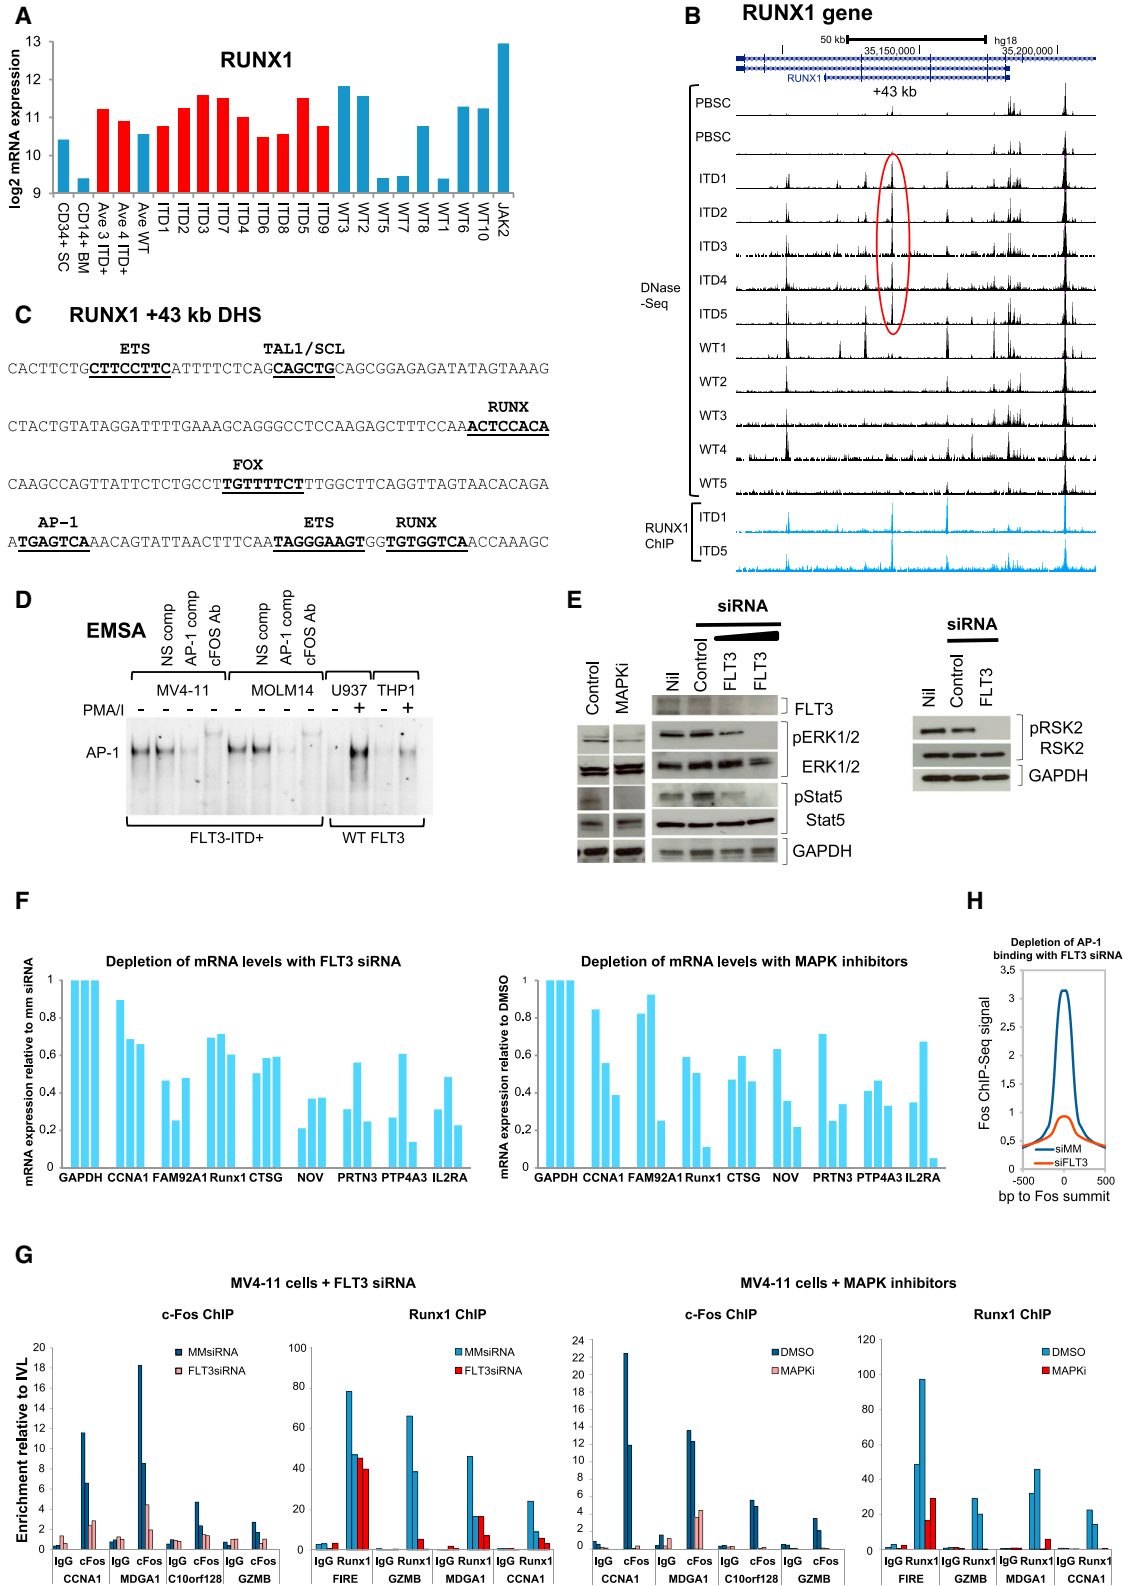 A
RUNX1
log2 mRNA expression
13
12
11
10
9
CD34+ SC
CD14+ BM
Ave 3 ITD+
Ave 4 ITD+
Ave WT
ITD1
ITD2
ITD3
ITD7
ITD4
ITD6
ITD8
ITD5
ITD9
WT3
WT2
WT5
WT7
WT8
WT1
WT6
WT10
JAK2
B
RUNX1 gene
50 kb
hg18
35,150,000
35,200,000
RUNX1
+43 kb
PBSC
PBSC
ITD1
ITD2
ITD3
ITD4
ITD5
WT1
WT2
WT3
WT4
WT5
DNase
-Seq
RUNX1
ChIP
ITD1
ITD5
C
RUNX1 +43 kb DHS
ETS TAL1/SCL
CACTTCTGCTTCCTTCATTTTCTCAGCAGCTGCAGCGGAGAGATATAGTAAAG
RUNX
CTACTGTATAGGATTTTGAAAGCAGGGCCTCCAAGAGCTTTCCAAACTCCACA
FOX
CAAGCCAGTTATTCTCTGCCTTGTTTTCTTTGGCTTCAGGTTAGTAACACAGA
AP-1 ETS RUNX
ATGAGTCAAACAGTATTAACTTTCAATAGGGAAGTGGTGTGGTCAACCAAAGC
D
EMSA
NS comp
AP-1 comp
cFOS Ab
NS comp
AP-1 comp
cFOS Ab
MV4-11 MOLM14 U937 THP1
PMA/I - - - - - - - - - + - +
AP-1
FLT3-ITD+ WT FLT3
E
siRNA
Control
MAPKi
Nil
Control
FLT3
FLT3
FLT3
pERK1/2
ERK1/2
pStat5
Stat5
GAPDH
siRNA
Nil
Control
FLT3
pRSK2
RSK2
GAPDH
F
Depletion of mRNA levels with FLT3 siRNA
mRNA expression relative to mm siRNA
1
0.8
0.6
0.4
0.2
0
GAPDH CCNA1 FAM92A1 Runx1 CTSG NOV PRTN3 PTP4A3 IL2RA
Depletion of mRNA levels with MAPK inhibitors
mRNA expression relative to DMSO
1
0.8
0.6
0.4
0.2
0
GAPDH CCNA1 FAM92A1 Runx1 CTSG NOV PRTN3 PTP4A3 IL2RA
H
Depletion of AP-1
binding with FLT3 siRNA
Fos ChIP-Seq signal
3.5
3
2.5
2
1.5
1
0.5
0
siMM
siFLT3
-500 0 500
bp to Fos summit
G
MV4-11 cells + FLT3 siRNA
c-Fos ChIP
Enrichment relative to IVL
20
18
16
14
12
10
8
6
4
2
0
MMsiRNA
FLT3siRNA
IgG cFos IgG cFos IgG cFos IgG cFos
CCNA1 MDGA1 C10orf128 GZMB
Runx1 ChIP
100
80
60
40
20
0
MMsiRNA
FLT3siRNA
IgG Runx1 IgG Runx1 IgG Runx1 IgG Runx1
FIRE GZMB MDGA1 CCNA1
MV4-11 cells + MAPK inhibitors
c-Fos ChIP
24
22
20
18
16
14
12
10
8
6
4
2
0
DMSO
MAPKi
IgG cFos IgG cFos IgG cFos IgG cFos
CCNA1 MDGA1 C10orf128 GZMB
Runx1 ChIP
120
100
80
60
40
20
0
DMSO
MAPKi
IgG Runx1 IgG Runx1 IgG Runx1 IgG Runx1
FIRE GZMB MDGA1 CCNA1